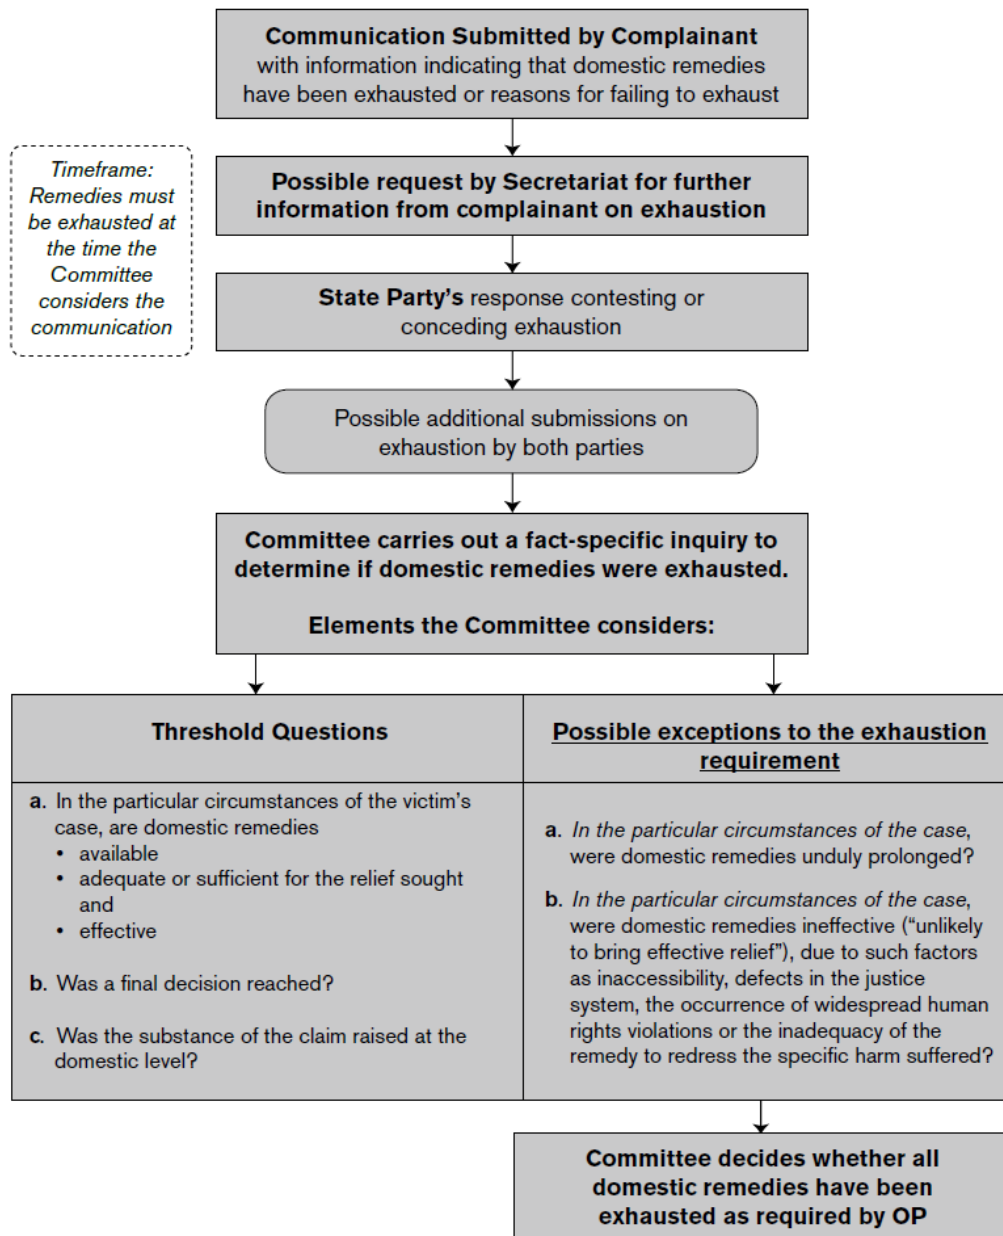 Communication Submitted by Complainant
with information indicating that domestic remedies
have been exhausted or reasons for failing to exhaust
Timeframe:
Remedies must
be exhausted at
the time the
Committee
considers the
communication
Possible request by Secretariat for further
information from complainant on exhaustion
State Party's response contesting or
conceding exhaustion
Possible additional submissions on
exhaustion by both parties
Committee carries out a fact-specific inquiry to
determine if domestic remedies were exhausted.
Elements the Committee considers:
Threshold Questions
a. In the particular circumstances of the victim's
case, are domestic remedies
• available
• adequate or sufficient for the relief sought
and
• effective
b. Was a final decision reached?
c. Was the substance of the claim raised at the
domestic level?
Possible exceptions to the exhaustion
requirement
a. In the particular circumstances of the case,
were domestic remedies unduly prolonged?
b. In the particular circumstances of the case,
were domestic remedies ineffective (“unlikely
to bring effective relief”), due to such factors
as inaccessibility, defects in the justice
system, the occurrence of widespread human
rights violations or the inadequacy of the
remedy to redress the specific harm suffered?
Committee decides whether all
domestic remedies have been
exhausted as required by OP